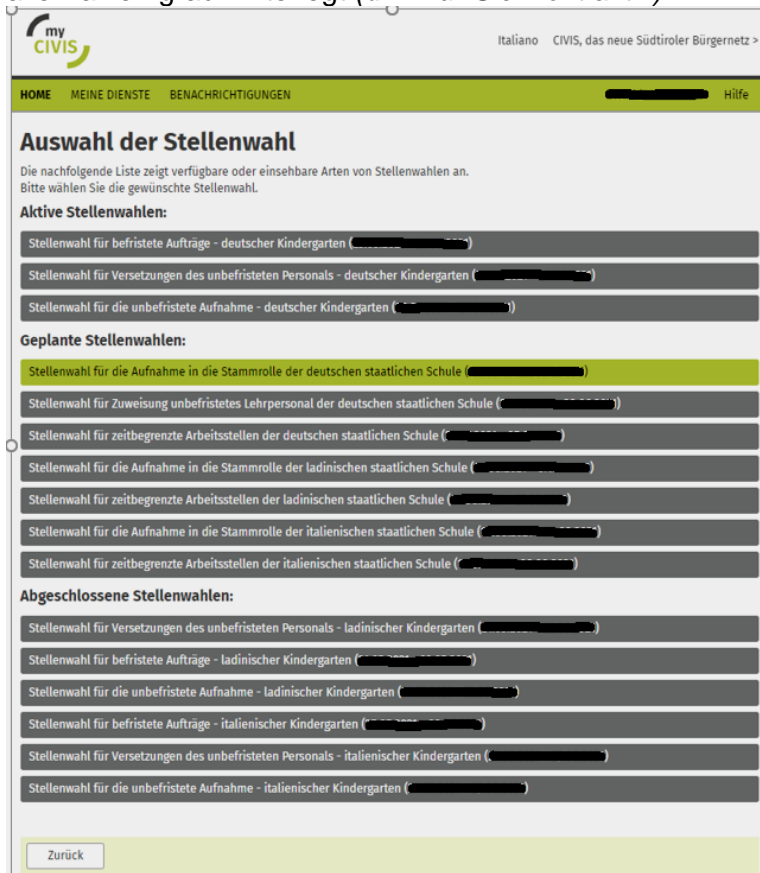 my
CIVIS
Italiano CIVIS, das neue Südtiroler Bürgernetz >
HOME MEINE DIENSTE BENACHRICHTIGUNGEN Hilfe
Auswahl der Stellenwahl
Die nachfolgende Liste zeigt verfügbare oder einsehbare Arten von Stellenwahlen an.
Bitte wählen Sie die gewünschte Stellenwahl.
Aktive Stellenwahlen:
Stellenwahl für befristete Aufträge - deutscher Kindergarten ( )
Stellenwahl für Versetzungen des unbefristeten Personals - deutscher Kindergarten ( )
Stellenwahl für die unbefristete Aufnahme - deutscher Kindergarten ( )
Geplante Stellenwahlen:
Stellenwahl für die Aufnahme in die Stammrolle der deutschen staatlichen Schule ( )
Stellenwahl für Zuweisung unbefristetes Lehrpersonal der deutschen staatlichen Schule ( )
Stellenwahl für zeitbegrenzte Arbeitsstellen der deutschen staatlichen Schule ( )
Stellenwahl für die Aufnahme in die Stammrolle der ladinischen staatlichen Schule ( )
Stellenwahl für zeitbegrenzte Arbeitsstellen der ladinischen staatlichen Schule ( )
Stellenwahl für die Aufnahme in die Stammrolle der italienischen staatlichen Schule ( )
Stellenwahl für zeitbegrenzte Arbeitsstellen der italienischen staatlichen Schule ( )
Abgeschlossene Stellenwahlen:
Stellenwahl für Versetzungen des unbefristeten Personals - ladinischer Kindergarten ( )
Stellenwahl für befristete Aufträge - ladinischer Kindergarten ( )
Stellenwahl für die unbefristete Aufnahme - ladinischer Kindergarten ( )
Stellenwahl für befristete Aufträge - italienischer Kindergarten ( )
Stellenwahl für Versetzungen des unbefristeten Personals - italienischer Kindergarten ( )
Stellenwahl für die unbefristete Aufnahme - italienischer Kindergarten ( )
Zurück